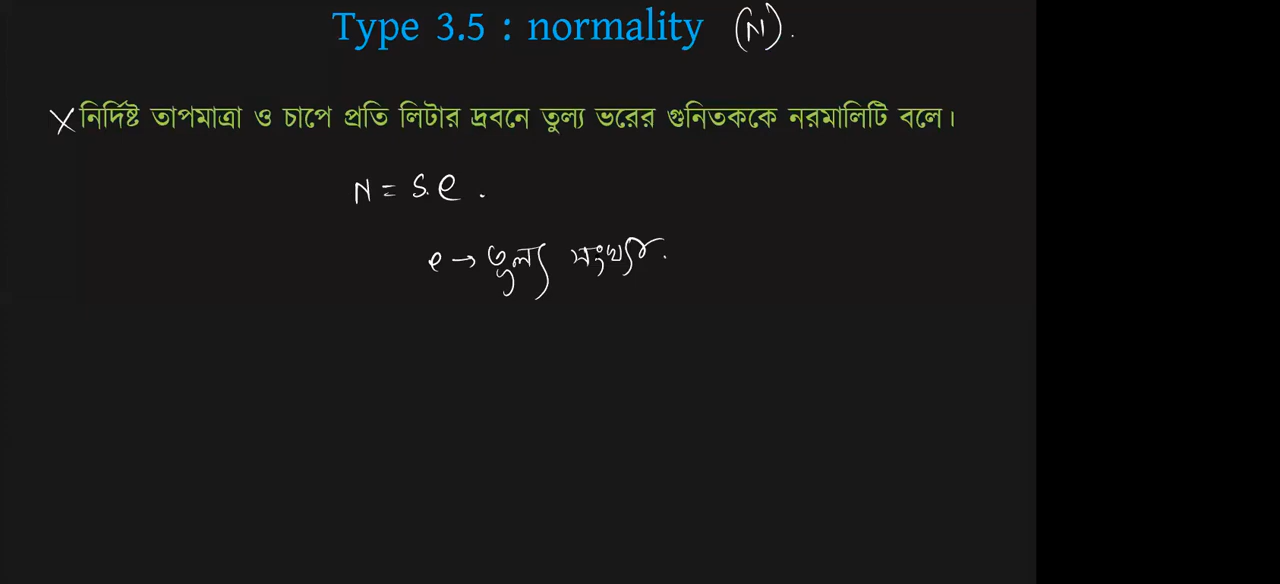 Type 3.5 : normality (N).
নির্দিষ্ট তাপমাত্রা ও চাপে প্রতি লিটার দ্রবনে তুল্য ভরের গুনিতককে নরমালিটি বলে।
N = S.e.
e → তুল্য সংখ্যা.